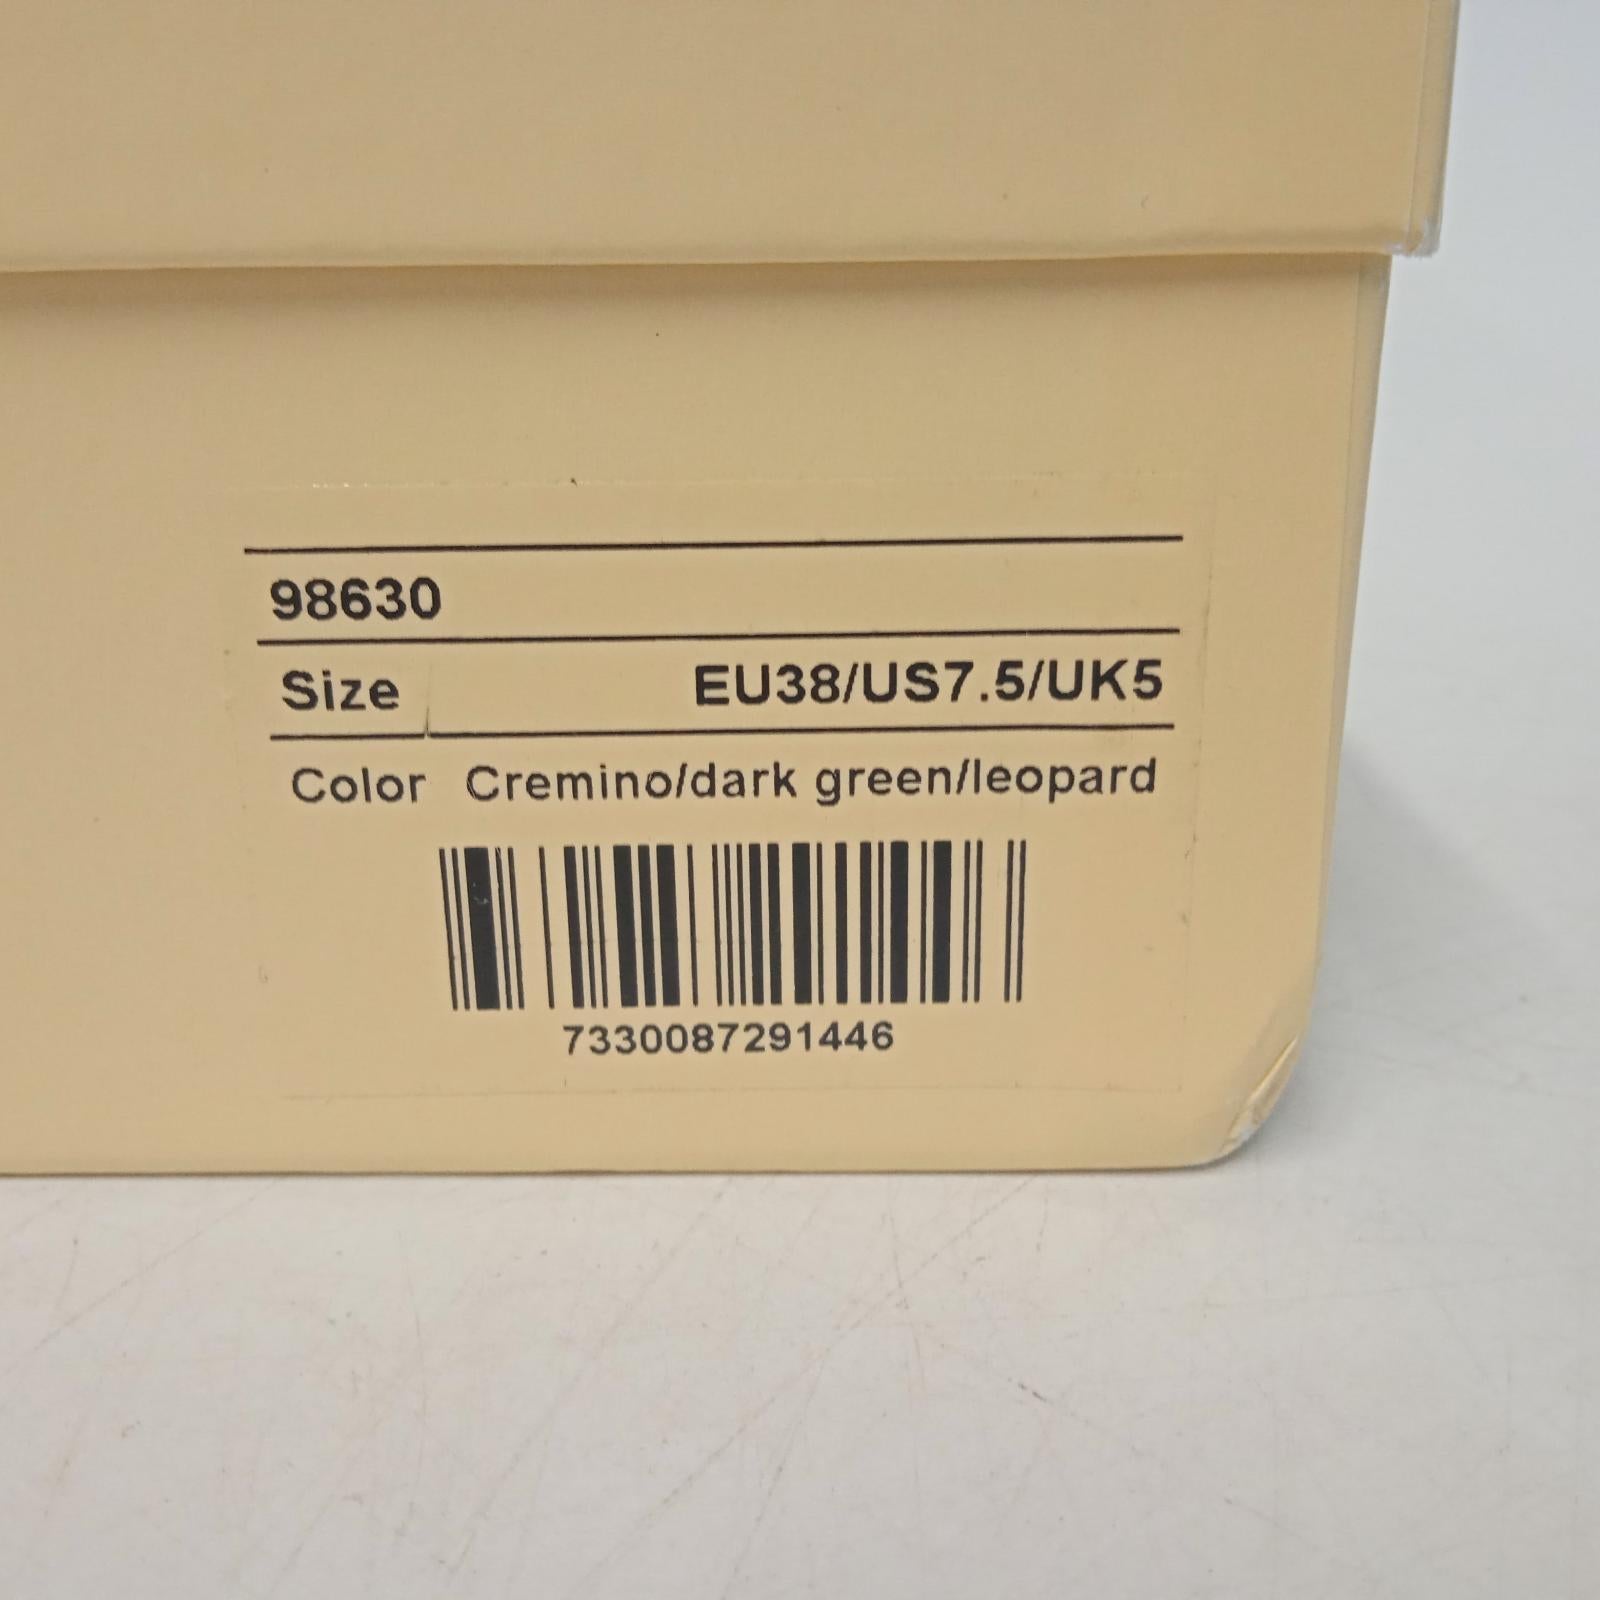 98630
Size EU38/US7.5/UK5
Color Cremino/dark green/leopard
7330087291446